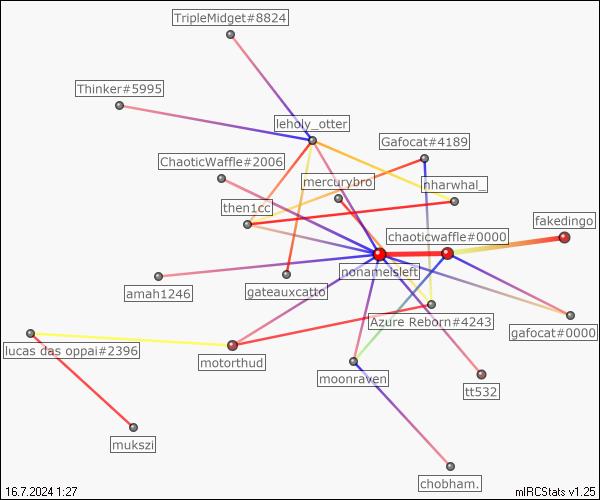 TripleMidget#8824
Thinker#5995
leholy_otter
Gafocat#4189
ChaoticWaffle#2006
mercurybro
nharwhal_
then1cc
fakedingo
chaoticwaffle#0000
nonameisleft
amah1246
gateauxcatto
Azure Reborn#4243
gafocat#0000
lucas das oppai#2396
motorthud
moonraven
tt532
mukszi
chobham.
16.7.2024 1:27
mIRCStats v1.25